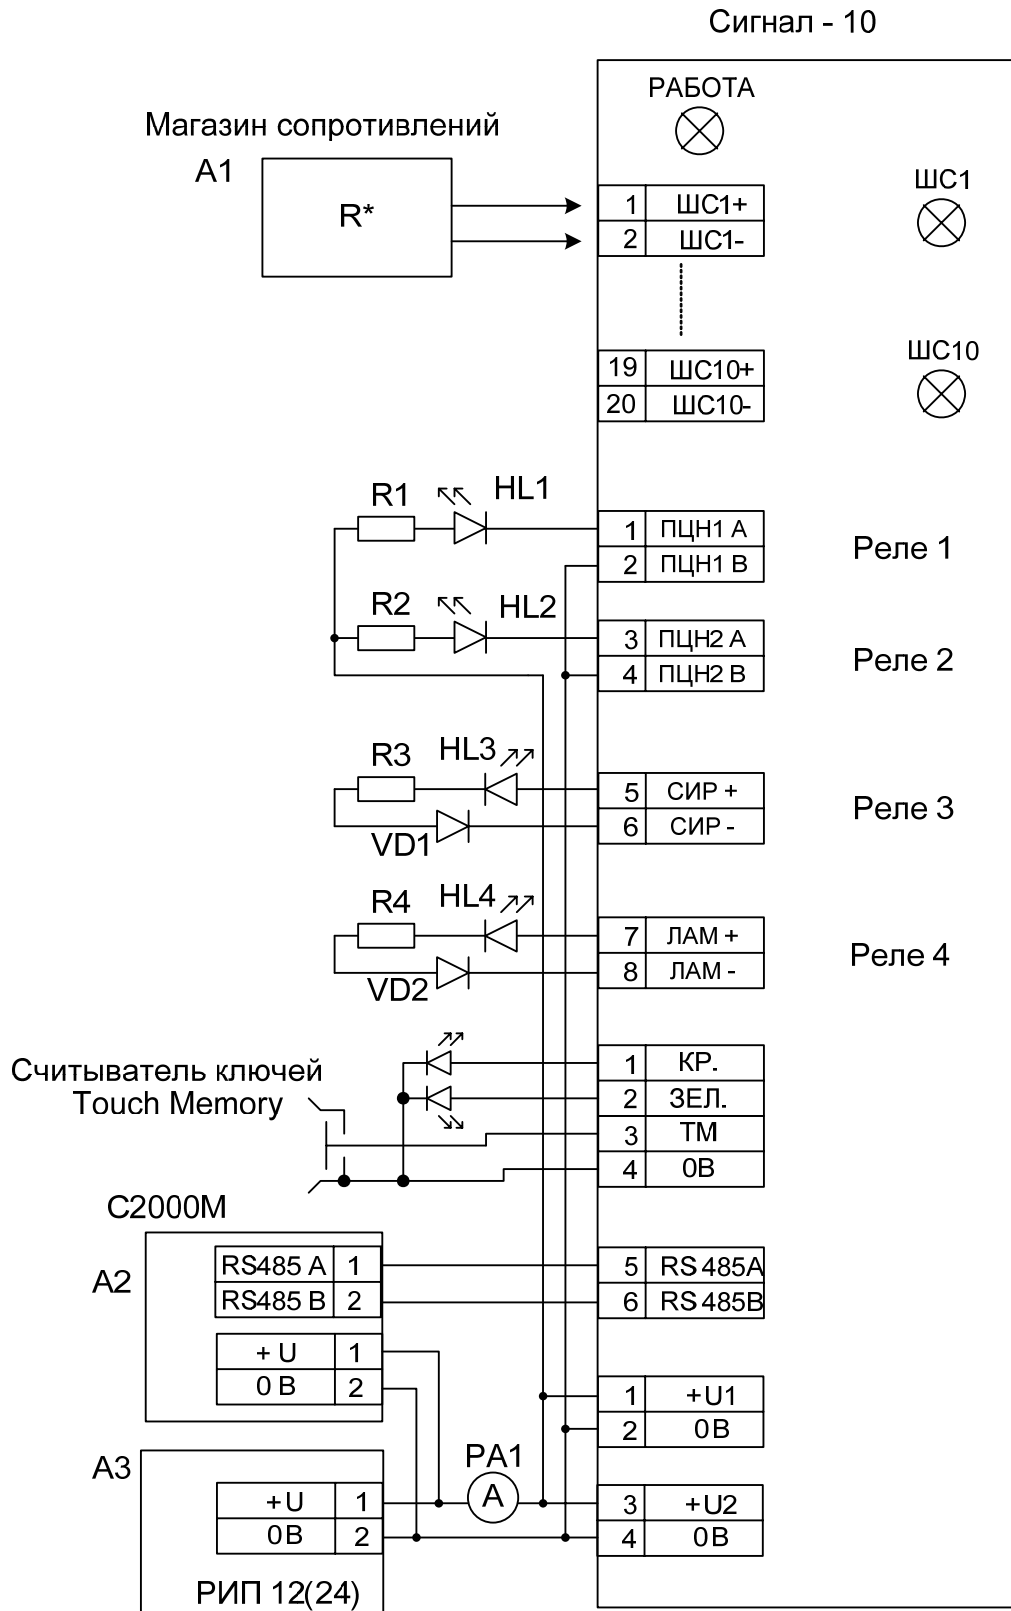 Сигнал - 10
РАБОТА
Магазин сопротивлений
А1
R*
1 ШС1+
2 ШС1-
ШС1
19 ШС10+
20 ШС10-
ШС10
R1
HL1
1 ПЦН1 А
2 ПЦН1 В
Реле 1
R2
HL2
3 ПЦН2 А
4 ПЦН2 В
Реле 2
R3
HL3
VD1
5 СИР +
6 СИР -
Реле 3
R4
HL4
VD2
7 ЛАМ +
8 ЛАМ -
Реле 4
Считыватель ключей
Touch Memory
1 КР.
2 ЗЕЛ.
3 ТМ
4 0В
С2000М
А2
RS485 А 1
RS485 В 2
+ U 1
0 В 2
5 RS 485А
6 RS 485В
1 +U1
2 0В
А3
+U 1
0В 2
РИП 12(24)
РА1
А
3 +U2
4 0В